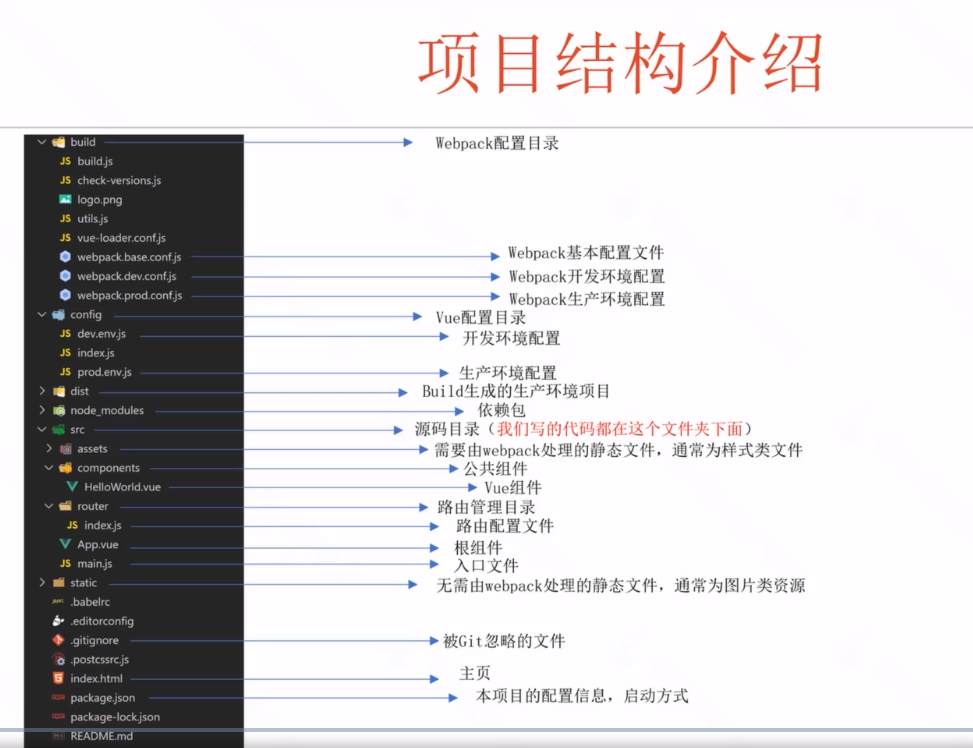 项目结构介绍
build Webpack配置目录
JS build.js
JS check-versions.js
logo.png
JS utils.js
JS vue-loader.conf.js
webpack.base.conf.js Webpack基本配置文件
webpack.dev.conf.js Webpack开发环境配置
webpack.prod.conf.js Webpack生产环境配置
config Vue配置目录
JS dev.env.js 开发环境配置
JS index.js
JS prod.env.js 生产环境配置
dist Build生成的生产环境项目
node_modules 依赖包
src 源码目录（我们写的代码都在这个文件夹下面）
assets 需要由webpack处理的静态文件，通常为样式类文件
components 公共组件
HelloWorld.vue Vue组件
router 路由管理目录
JS index.js 路由配置文件
App.vue 根组件
JS main.js 入口文件
static 无需由webpack处理的静态文件，通常为图片类资源
.babelrc
.editorconfig
.gitignore 被Git忽略的文件
.postcssrc.js
index.html 主页
package.json 本项目的配置信息，启动方式
package-lock.json
README.md